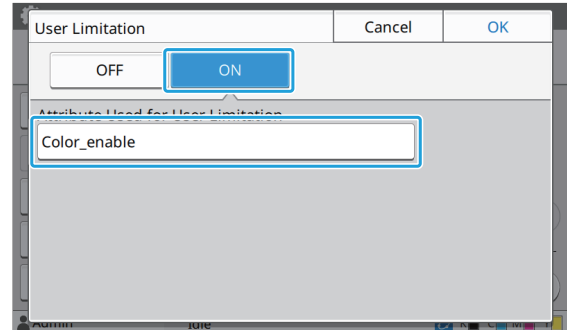 User Limitation
Cancel
OK
OFF
ON
Attribute Used for User Limitation
Color_enable
Admin
Idle
K
C
M